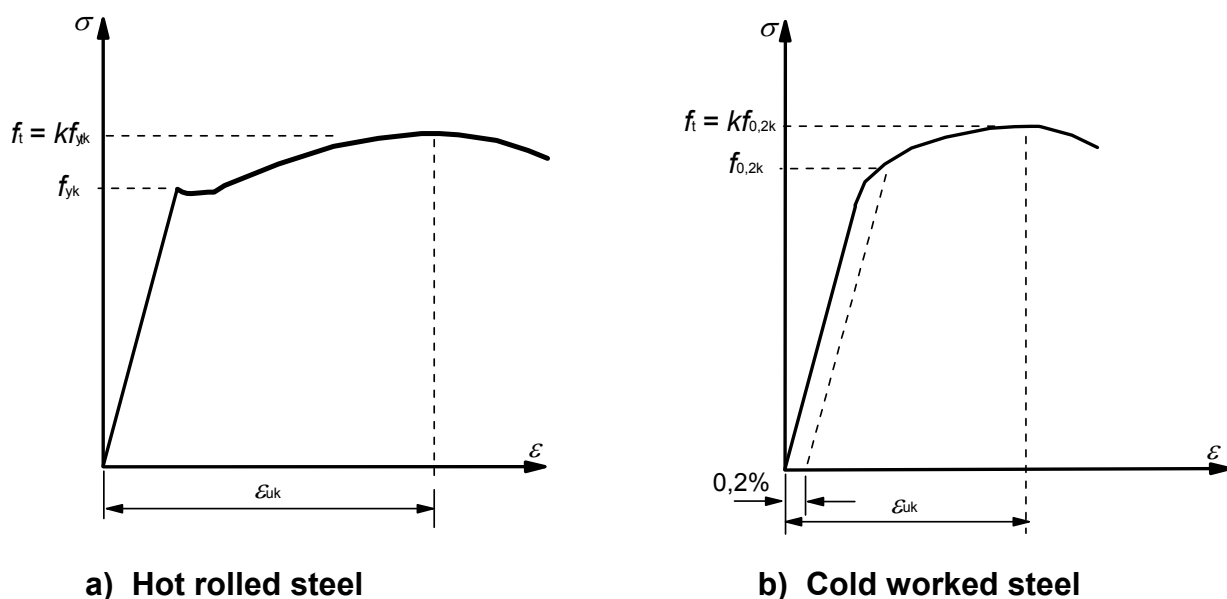 σ
f_t = kf_yk
f_yk
ε
ε_uk
a) Hot rolled steel
σ
f_t = kf_0,2k
f_0,2k
ε
0,2%
ε_uk
b) Cold worked steel